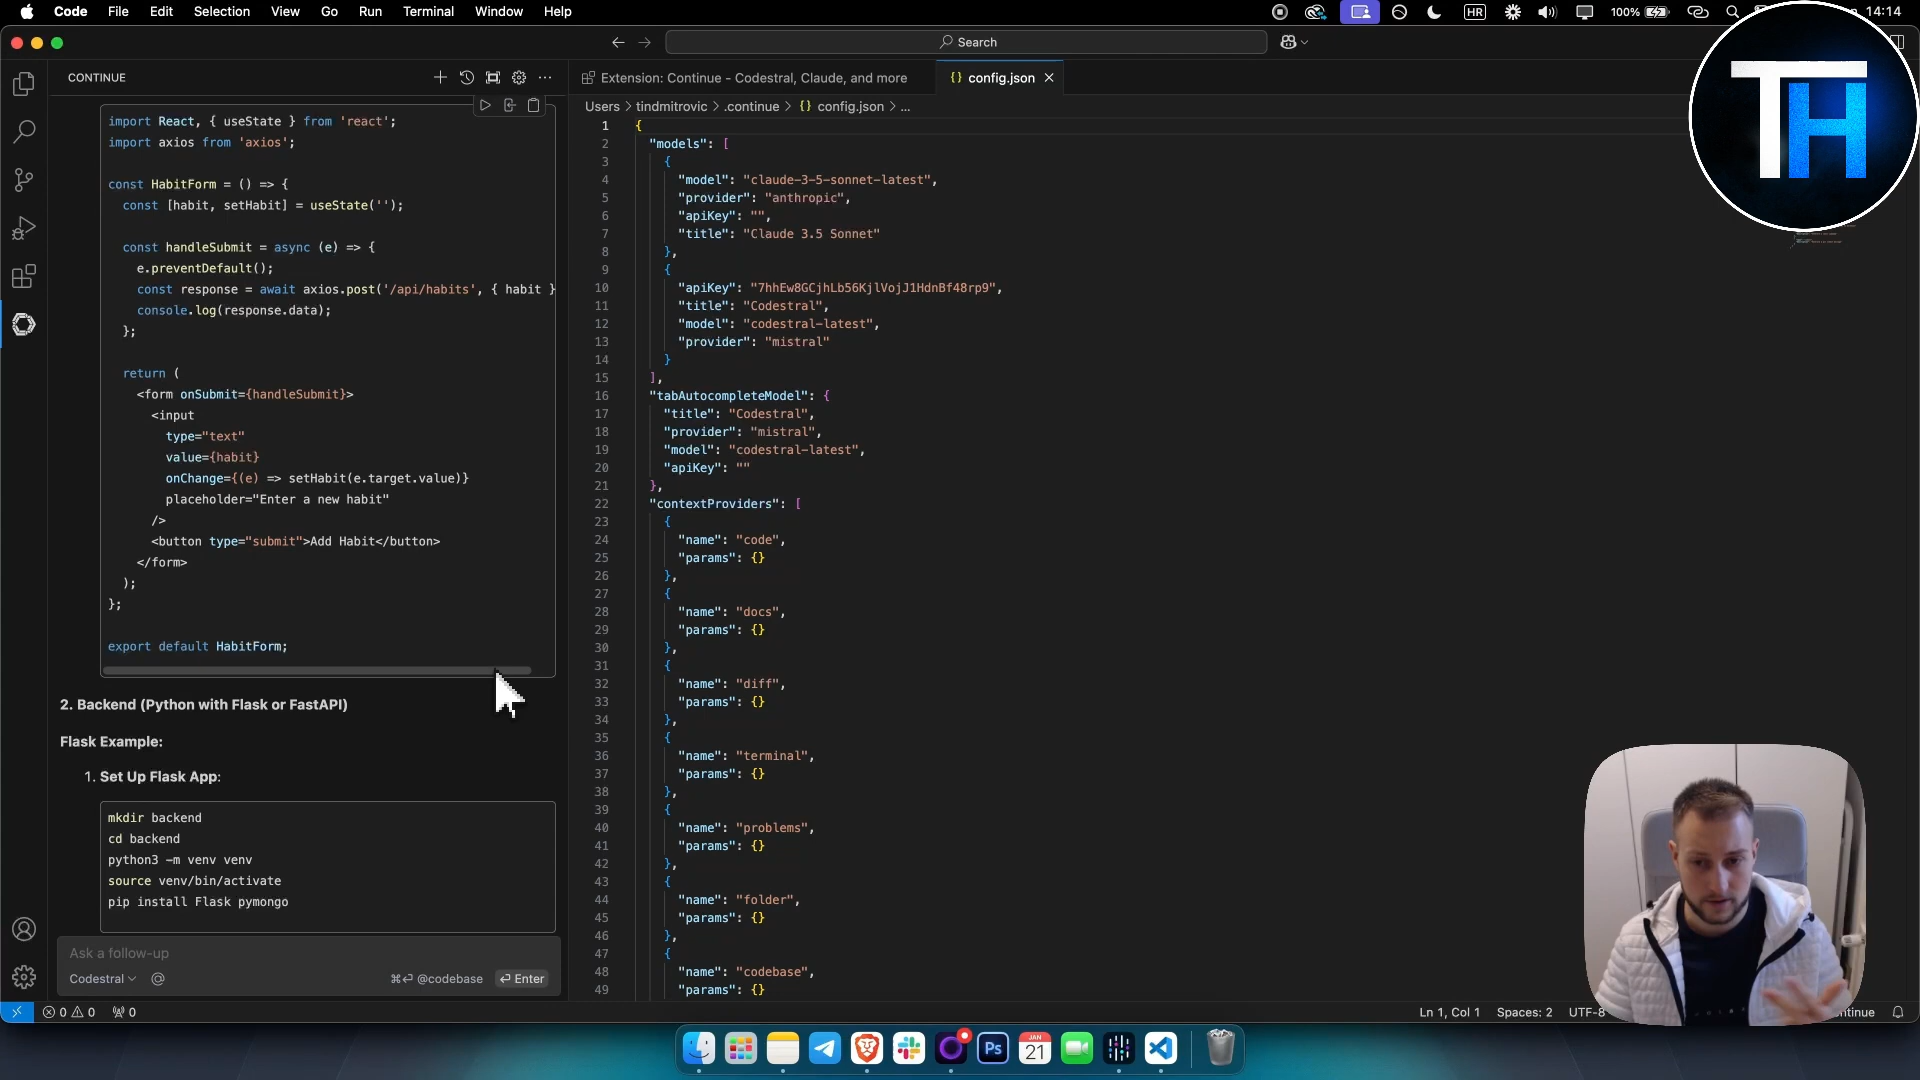 Code File Edit Selection View Go Run Terminal Window Help
HR 100% 14:14
Search
CONTINUE
Extension: Continue - Codestral, Claude, and more
{} config.json
Users > tindmitrovic > .continue > {} config.json > ...
import React, { useState } from 'react';
import axios from 'axios';
const HabitForm = () => {
const [habit, setHabit] = useState('');
const handleSubmit = async (e) => {
e.preventDefault();
const response = await axios.post('/api/habits', { habit }
console.log(response.data);
};
return (
<form onSubmit={handleSubmit}>
<input
type="text"
value={habit}
onChange={(e) => setHabit(e.target.value)}
placeholder="Enter a new habit"
/>
<button type="submit">Add Habit</button>
</form>
);
};
export default HabitForm;
2. Backend (Python with Flask or FastAPI)
Flask Example:
1. Set Up Flask App:
mkdir backend
cd backend
python3 -m venv venv
source venv/bin/activate
pip install Flask pymongo
Ask a follow-up
Codestral @ ⌘⏎ @codebase ⏎ Enter
1 {
2 "models": [
3 {
4 "model": "claude-3-5-sonnet-latest",
5 "provider": "anthropic",
6 "apiKey": "",
7 "title": "Claude 3.5 Sonnet"
8 },
9 {
10 "apiKey": "7hhEw8GCjhLb56KjlVojJ1HdnBf48rp9",
11 "title": "Codestral",
12 "model": "codestral-latest",
13 "provider": "mistral"
14 }
15 ],
16 "tabAutocompleteModel": {
17 "title": "Codestral",
18 "provider": "mistral",
19 "model": "codestral-latest",
20 "apiKey": ""
21 },
22 "contextProviders": [
23 {
24 "name": "code",
25 "params": {}
26 },
27 {
28 "name": "docs",
29 "params": {}
30 },
31 {
32 "name": "diff",
33 "params": {}
34 },
35 {
36 "name": "terminal",
37 "params": {}
38 },
39 {
40 "name": "problems",
41 "params": {}
42 },
43 {
44 "name": "folder",
45 "params": {}
46 },
47 {
48 "name": "codebase",
49 "params": {}
TH
0 0 0
Ln 1, Col 1 Spaces: 2 UTF-8
Ps
JAN
21